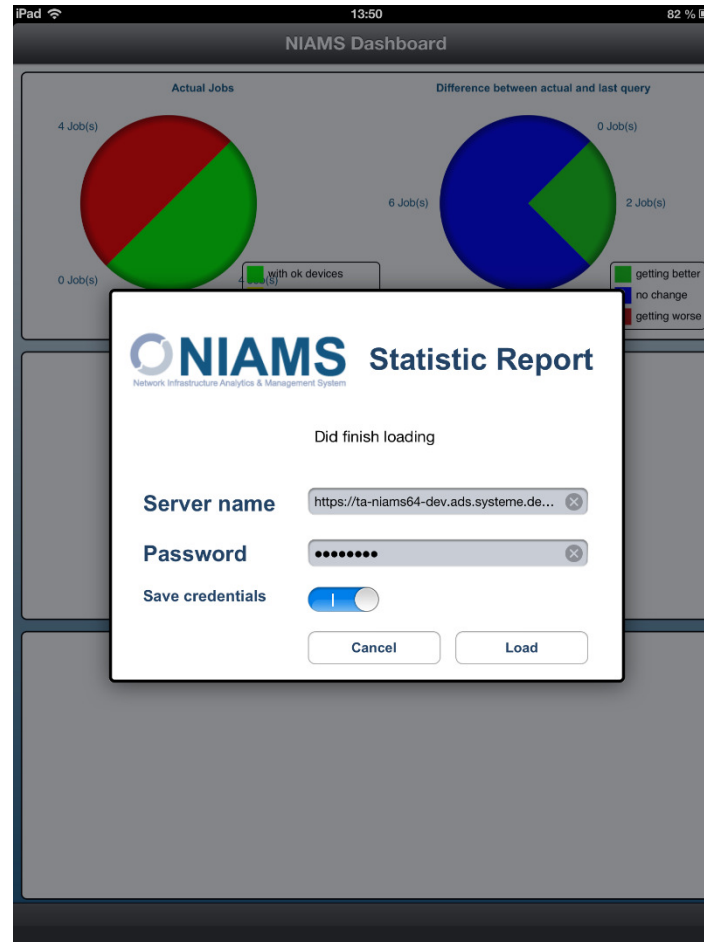 iPad 13:50 82 %
NIAMS Dashboard
Actual Jobs
4 Job(s)
0 Job(s)
4 Job(s)
with ok devices
Difference between actual and last query
0 Job(s)
6 Job(s)
2 Job(s)
getting better
no change
getting worse
NIAMS
Network Infrastructure Analytics & Management System
Statistic Report
Did finish loading
Server name https://ta-niams64-dev.ads.systeme.de...
Password ••••••••
Save credentials
Cancel Load